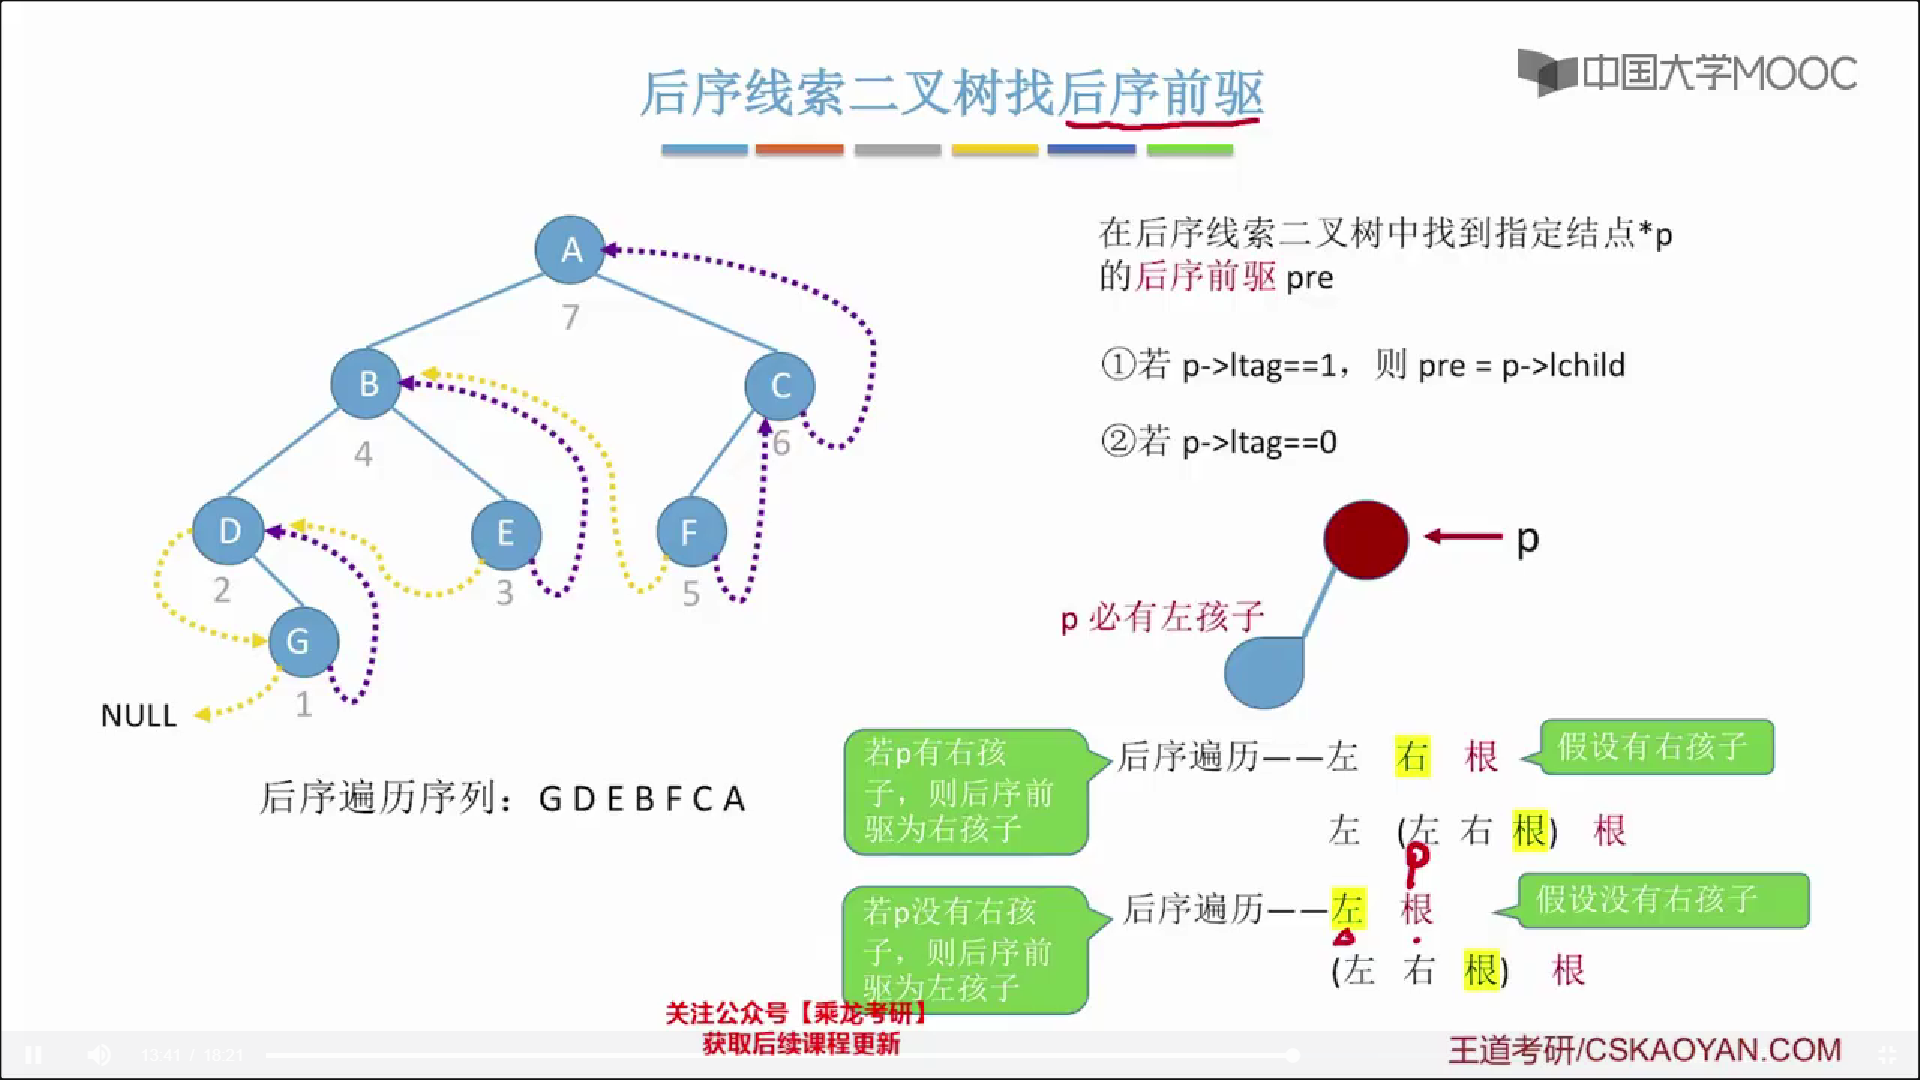 中国大学MOOC
后序线索二叉树找后序前驱
在后序线索二叉树中找到指定结点*p
的后序前驱 pre
①若 p->ltag==1，则 pre = p->lchild
②若 p->ltag==0
A
7
B
4
C
6
D
2
E
3
F
5
G
1
NULL
后序遍历序列：G D E B F C A
p
p 必有左孩子
若p有右孩
子，则后序前
驱为右孩子
后序遍历——左 右 根
假设有右孩子
左 (左 右 根) 根
p
若p没有右孩
子，则后序前
驱为左孩子
后序遍历——左 根
假设没有右孩子
(左 右 根) 根
关注公众号【乘龙考研】
获取后续课程更新
13:41 / 18:21
王道考研/CSKAOYAN.COM